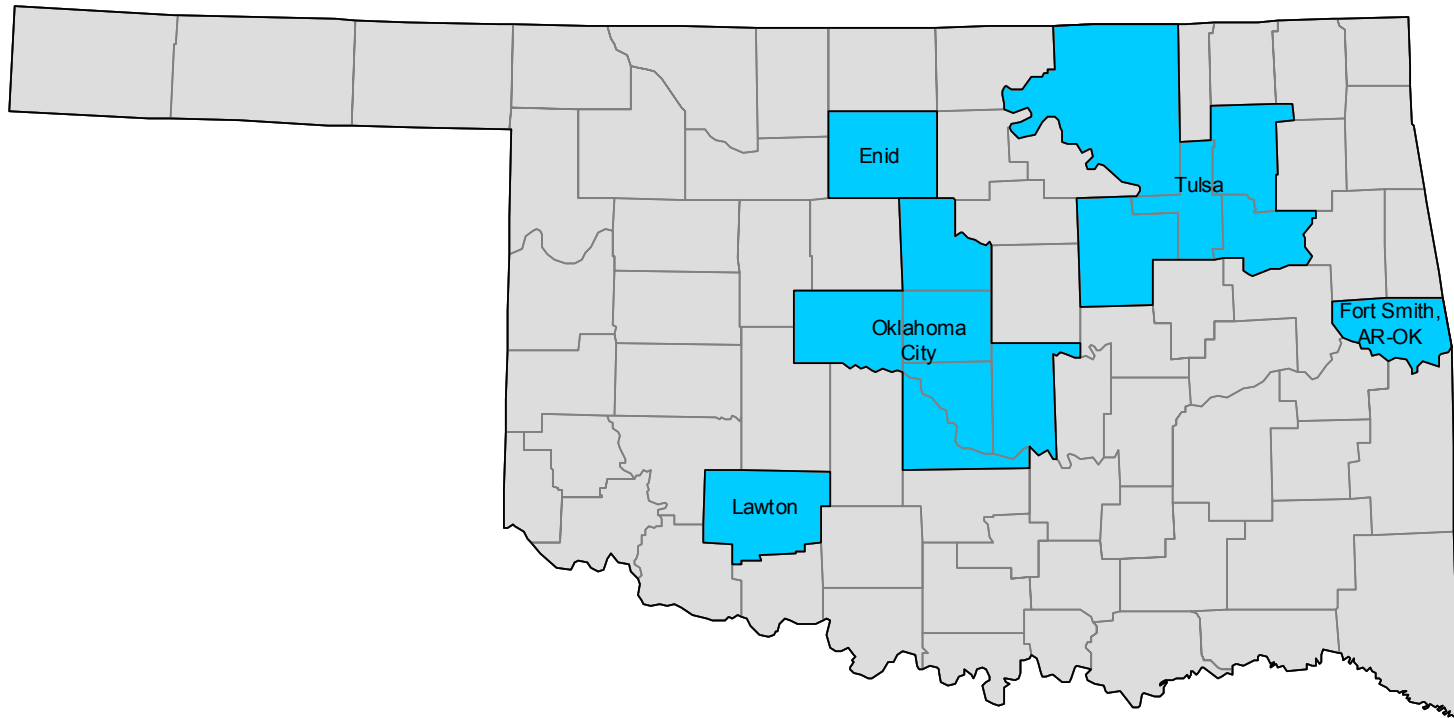 Enid
Tulsa
Fort Smith,
AR-OK
Oklahoma
City
Lawton